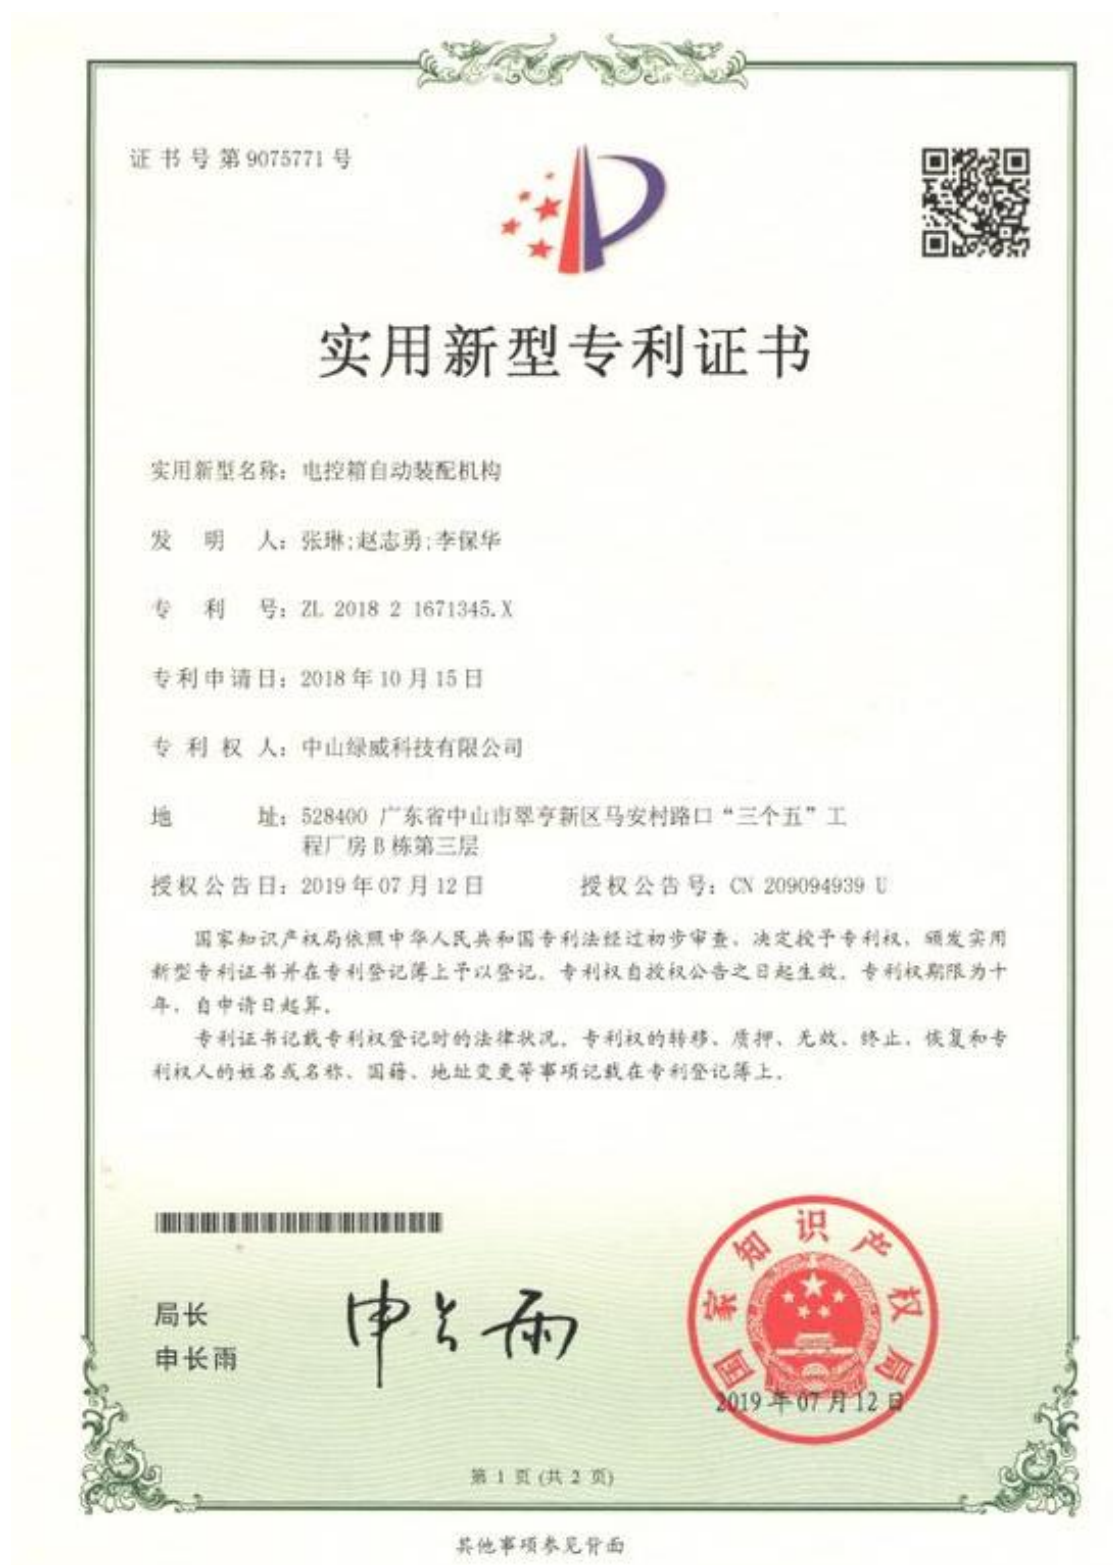 证书号第9075771号
实用新型专利证书
实用新型名称：电控箱自动装配机构
发明人：张琳;赵志勇;李保华
专利号：ZL 2018 2 1671345.X
专利申请日：2018年10月15日
专利权人：中山绿威科技有限公司
地址：528400 广东省中山市翠亨新区马安村路口“三个五”工
程厂房B栋第三层
授权公告日：2019年07月12日 授权公告号：CN 209094939 U
国家知识产权局依照中华人民共和国专利法经过初步审查，决定授予专利权，颁发实用
新型专利证书并在专利登记簿上予以登记。专利权自授权公告之日起生效。专利权期限为十
年，自申请日起算。
专利证书记载专利权登记时的法律状况。专利权的转移、质押、无效、终止、恢复和专
利权人的姓名或名称、国籍、地址变更等事项记载在专利登记簿上。
局长
申长雨
申长雨
国家知识产权局
2019年07月12日
第 1 页 (共 2 页)
其他事项参见背面